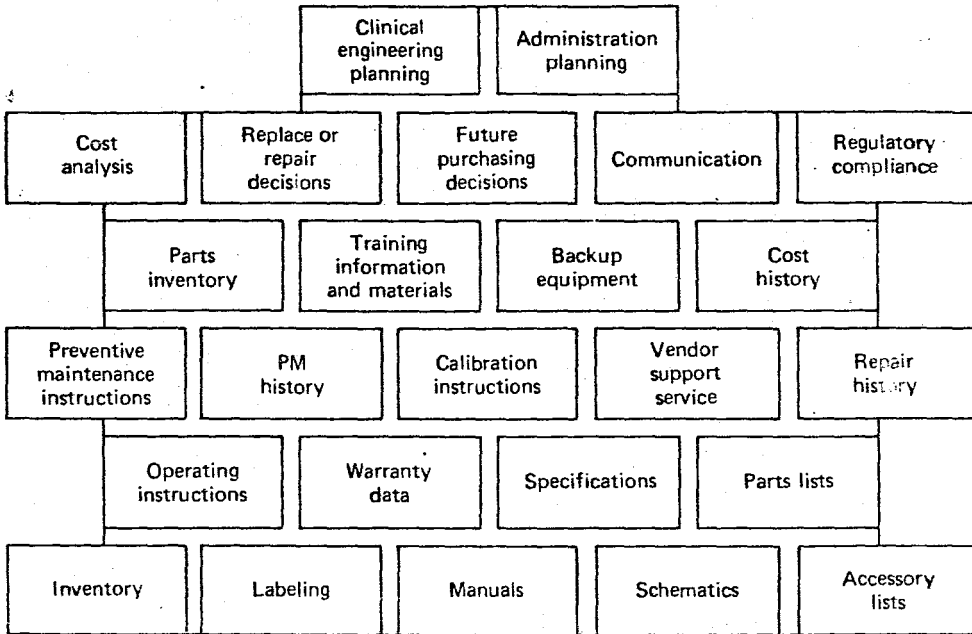 Clinical
engineering
planning
Administration
planning
Cost
analysis
Replace or
repair
decisions
Future
purchasing
decisions
Communication
Regulatory
compliance
Parts
inventory
Training
information
and materials
Backup
equipment
Cost
history
Preventive
maintenance
instructions
PM
history
Calibration
instructions
Vendor
support
service
Repair
history
Operating
instructions
Warranty
data
Specifications
Parts lists
Inventory
Labeling
Manuals
Schematics
Accessory
lists